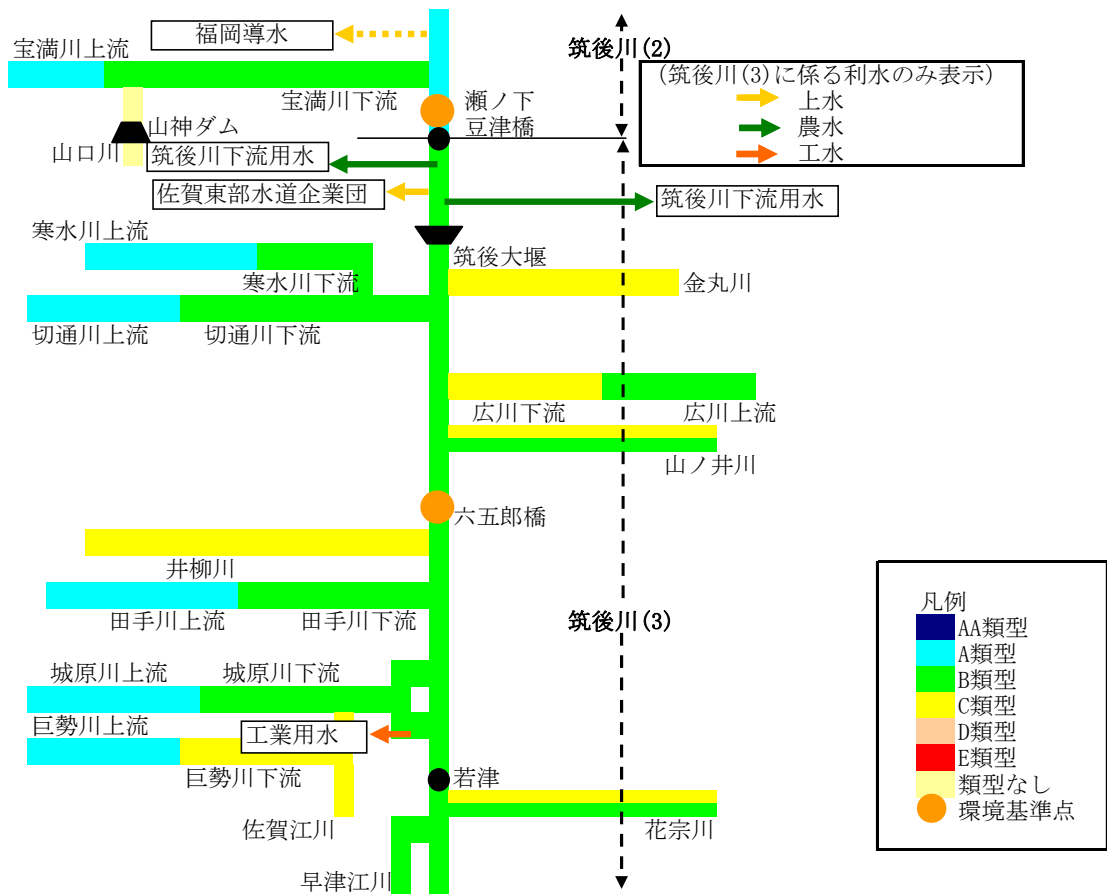 福岡導水
筑後川(2)
宝満川上流
(筑後川(3)に係る利水のみ表示)
上水
農水
工水
宝満川下流
瀬ノ下
豆津橋
山神ダム
山口川
筑後川下流用水
佐賀東部水道企業団
筑後川下流用水
寒水川上流
筑後大堰
寒水川下流
金丸川
切通川上流
切通川下流
広川下流
広川上流
山ノ井川
六五郎橋
井柳川
田手川上流
田手川下流
筑後川(3)
城原川上流
城原川下流
巨勢川上流
工業用水
巨勢川下流
若津
佐賀江川
花宗川
早津江川
凡例
AA類型
A類型
B類型
C類型
D類型
E類型
類型なし
環境基準点